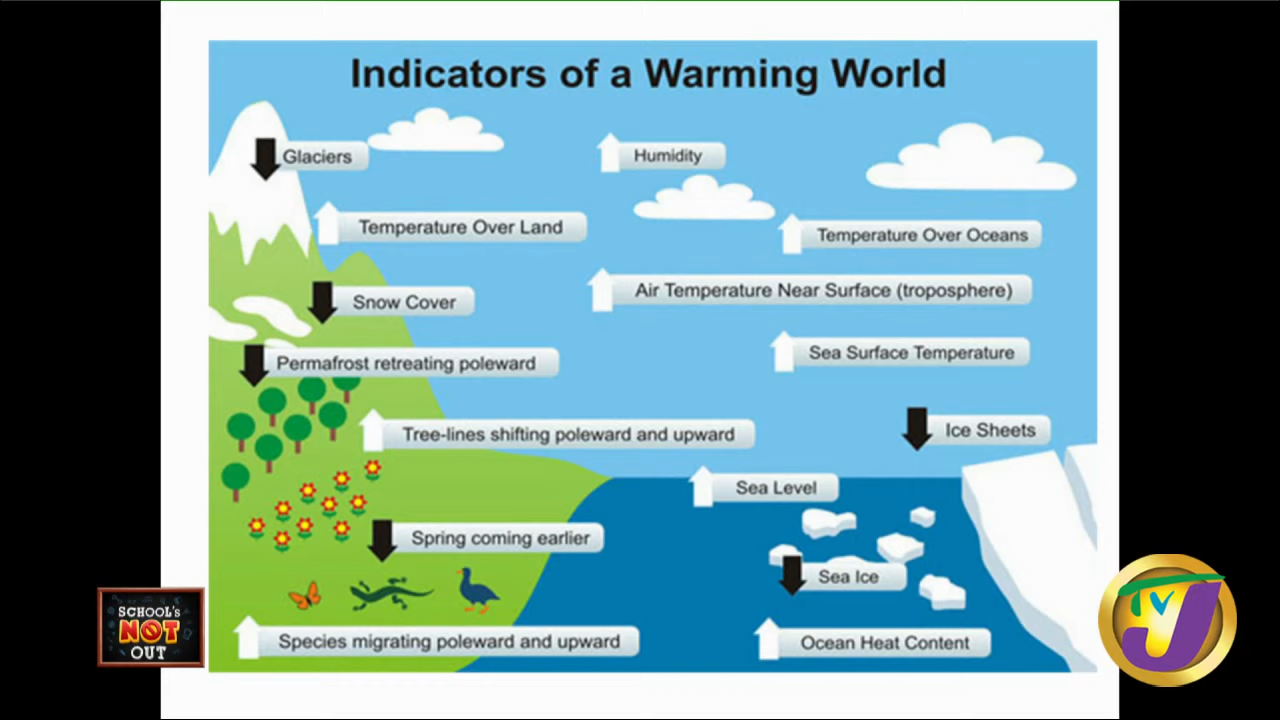 Indicators of a Warming World
Glaciers
Humidity
Temperature Over Land
Temperature Over Oceans
Snow Cover
Air Temperature Near Surface (troposphere)
Permafrost retreating poleward
Sea Surface Temperature
Tree-lines shifting poleward and upward
Ice Sheets
Sea Level
Spring coming earlier
Sea Ice
Species migrating poleward and upward
Ocean Heat Content
SCHOOL's
NOT
OUT
TVJ